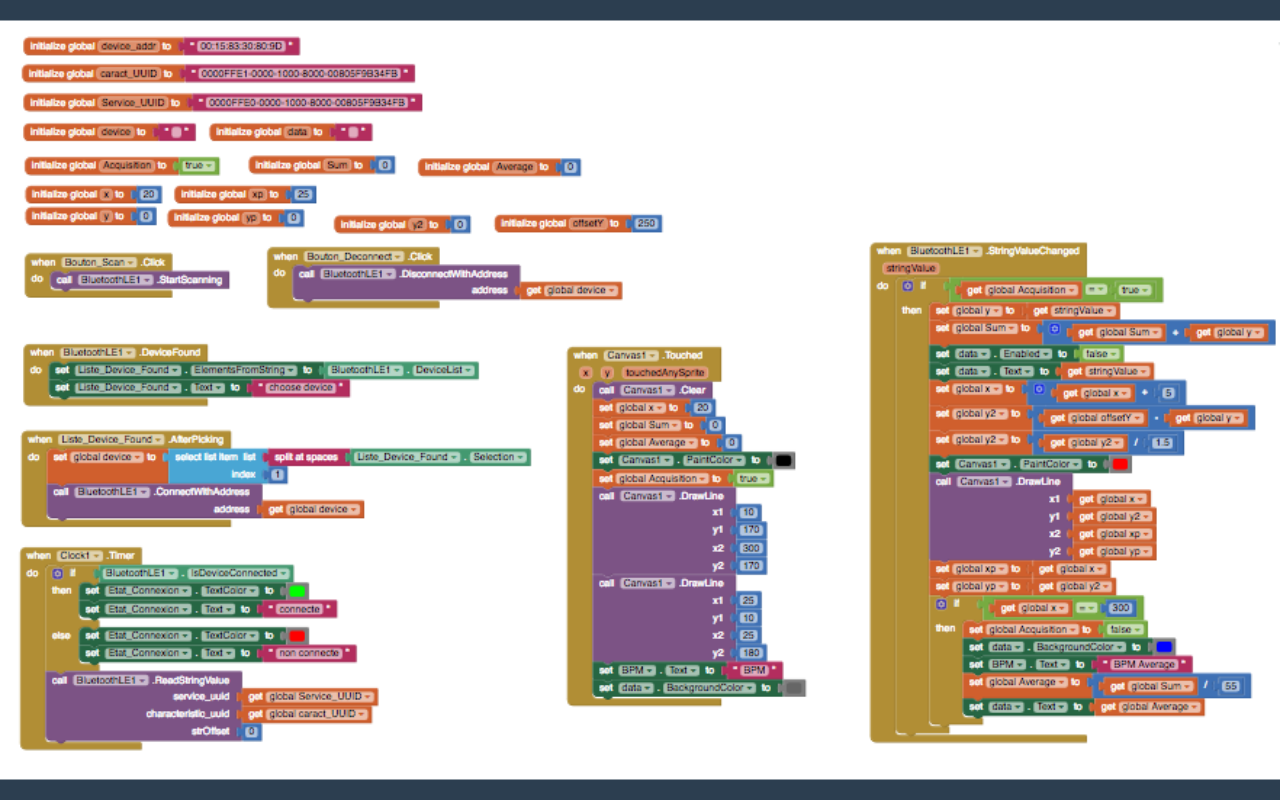 initialize global device_addr to " 00:15:83:30:80:9D "
initialize global caract_UUID to " 0000FFE1-0000-1000-8000-00805F9B34FB "
initialize global Service_UUID to " 0000FFE0-0000-1000-8000-00805F9B34FB "
initialize global device to " "
initialize global data to " "
initialize global Acquisition to true
initialize global Sum to 0
initialize global Average to 0
initialize global x to 20
initialize global xp to 25
initialize global y to 0
initialize global yp to 0
initialize global y2 to 0
initialize global offsetY to 250
when Bouton_Scan .Click
do call BluetoothLE1 .StartScanning
when Bouton_Deconnect .Click
do call BluetoothLE1 .DisconnectWithAddress
address get global device
when BluetoothLE1 .DeviceFound
do set Liste_Device_Found . ElementsFromString to BluetoothLE1 . DeviceList
set Liste_Device_Found . Text to " choose device "
when Liste_Device_Found .AfterPicking
do set global device to select list item list split at spaces Liste_Device_Found . Selection
index 1
call BluetoothLE1 .ConnectWithAddress
address get global device
when Clock1 .Timer
do if BluetoothLE1 . IsDeviceConnected
then set Etat_Connexion . TextColor to
set Etat_Connexion . Text to " connecte "
else set Etat_Connexion . TextColor to
set Etat_Connexion . Text to " non connecte "
call BluetoothLE1 .ReadStringValue
service_uuid get global Service_UUID
characteristic_uuid get global caract_UUID
strOffset 0
when Canvas1 .Touched
x y touchedAnySprite
do call Canvas1 .Clear
set global x to 20
set global Sum to 0
set global Average to 0
set Canvas1 . PaintColor to
set global Acquisition to true
call Canvas1 .DrawLine
x1 10
y1 170
x2 300
y2 170
call Canvas1 .DrawLine
x1 25
y1 10
x2 25
y2 180
set BPM . Text to " BPM "
set data . BackgroundColor to
when BluetoothLE1 .StringValueChanged
stringValue
do if get global Acquisition = true
then set global y to get stringValue
set global Sum to get global Sum + get global y
set data . Enabled to false
set data . Text to get stringValue
set global x to get global x + 5
set global y2 to get global offsetY - get global y
set global y2 to get global y2 / 1.5
set Canvas1 . PaintColor to
call Canvas1 .DrawLine
x1 get global x
y1 get global y2
x2 get global xp
y2 get global yp
set global xp to get global x
set global yp to get global y2
if get global x = 300
then set global Acquisition to false
set data . BackgroundColor to
set BPM . Text to " BPM Average "
set global Average to get global Sum / 55
set data . Text to get global Average